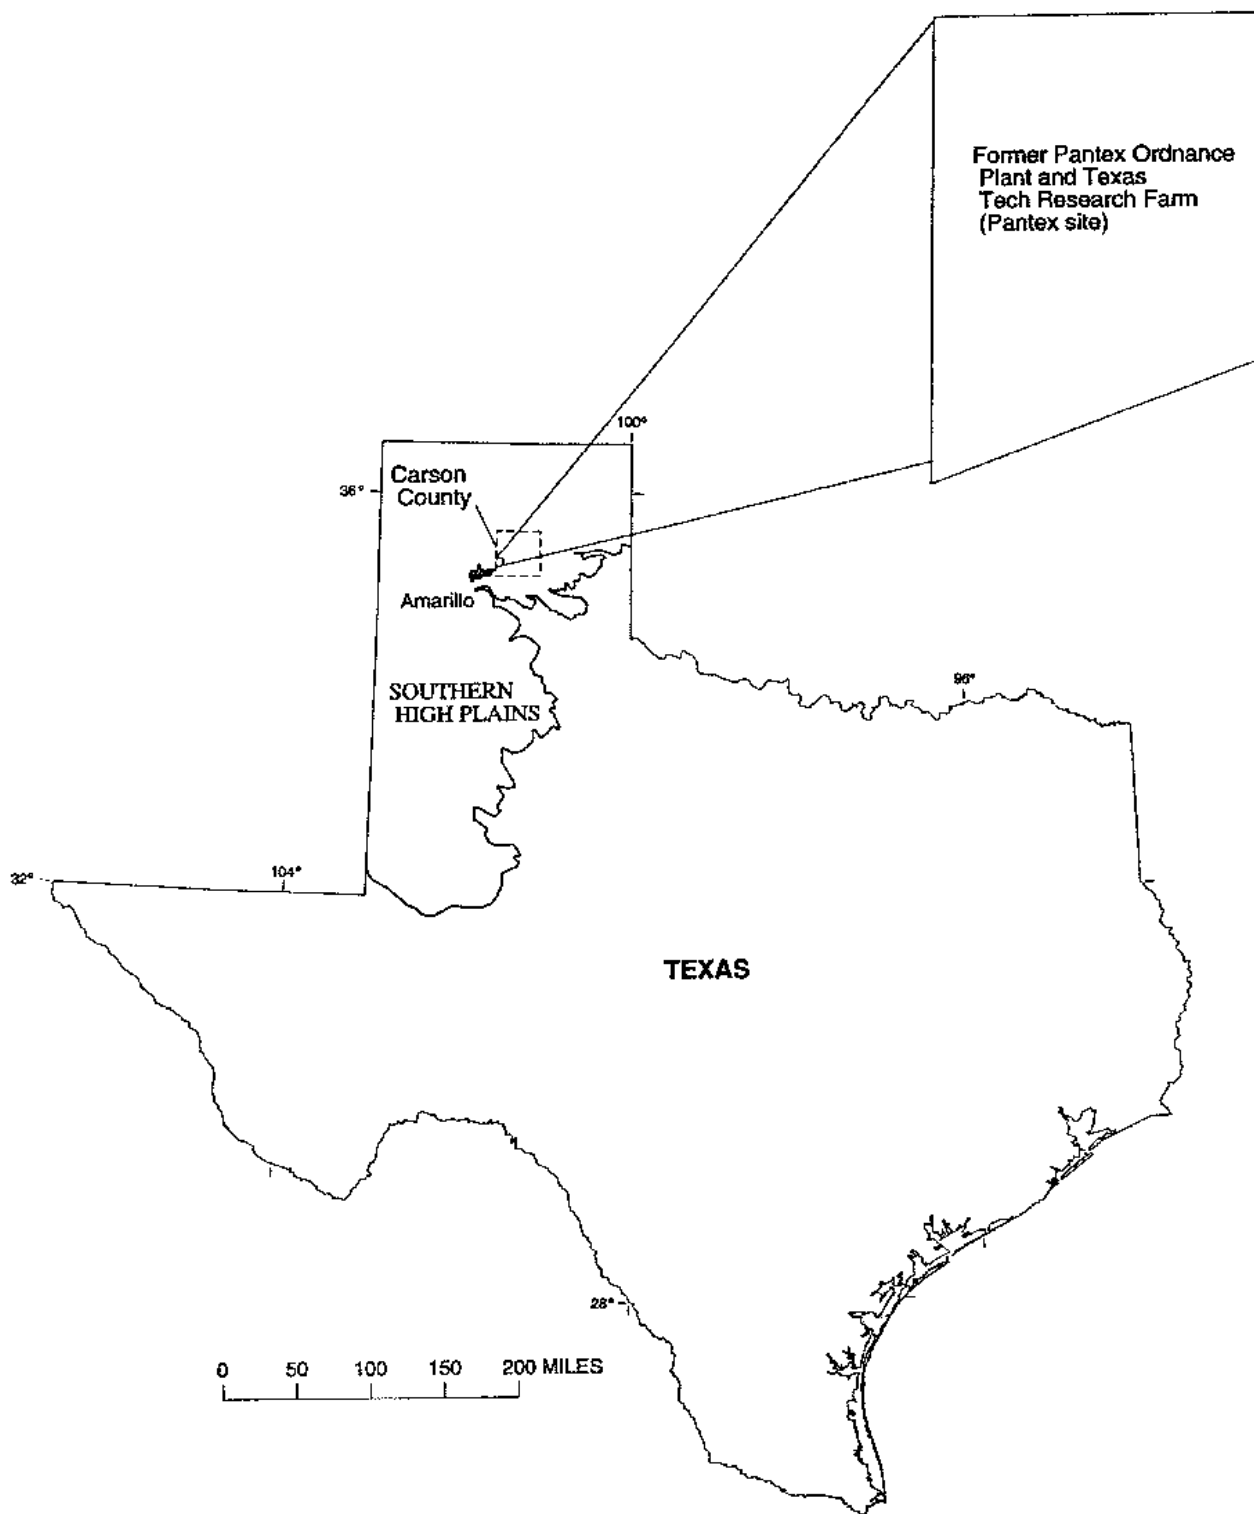 Former Pantex Ordnance
Plant and Texas
Tech Research Farm
(Pantex site)
100°
36°
Carson
County
Amarillo
96°
SOUTHERN
HIGH PLAINS
32°
104°
TEXAS
28°
0 50 100 150 200 MILES